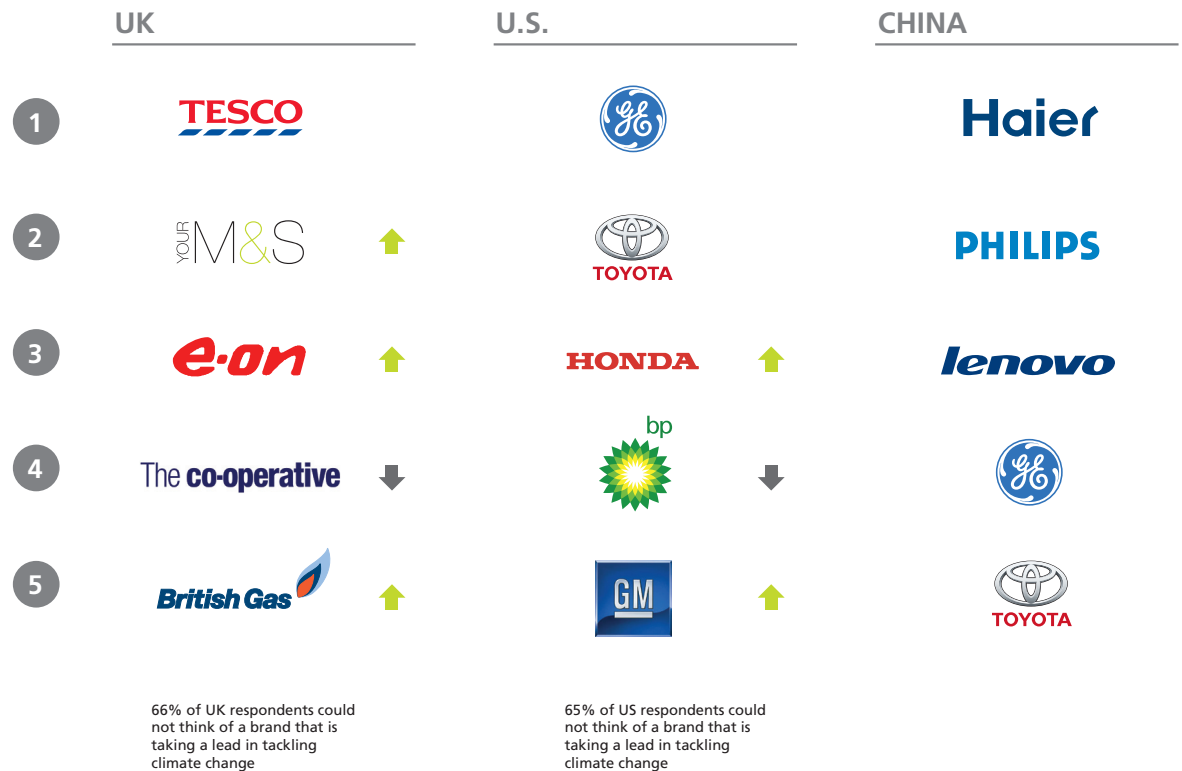 UK
U.S.
CHINA
1
TESCO
GE
Haier
2
YOUR M&S
TOYOTA
PHILIPS
3
e·on
HONDA
lenovo
4
The co-operative
bp
GE
5
British Gas
GM
TOYOTA
66% of UK respondents could
not think of a brand that is
taking a lead in tackling
climate change
65% of US respondents could
not think of a brand that is
taking a lead in tackling
climate change